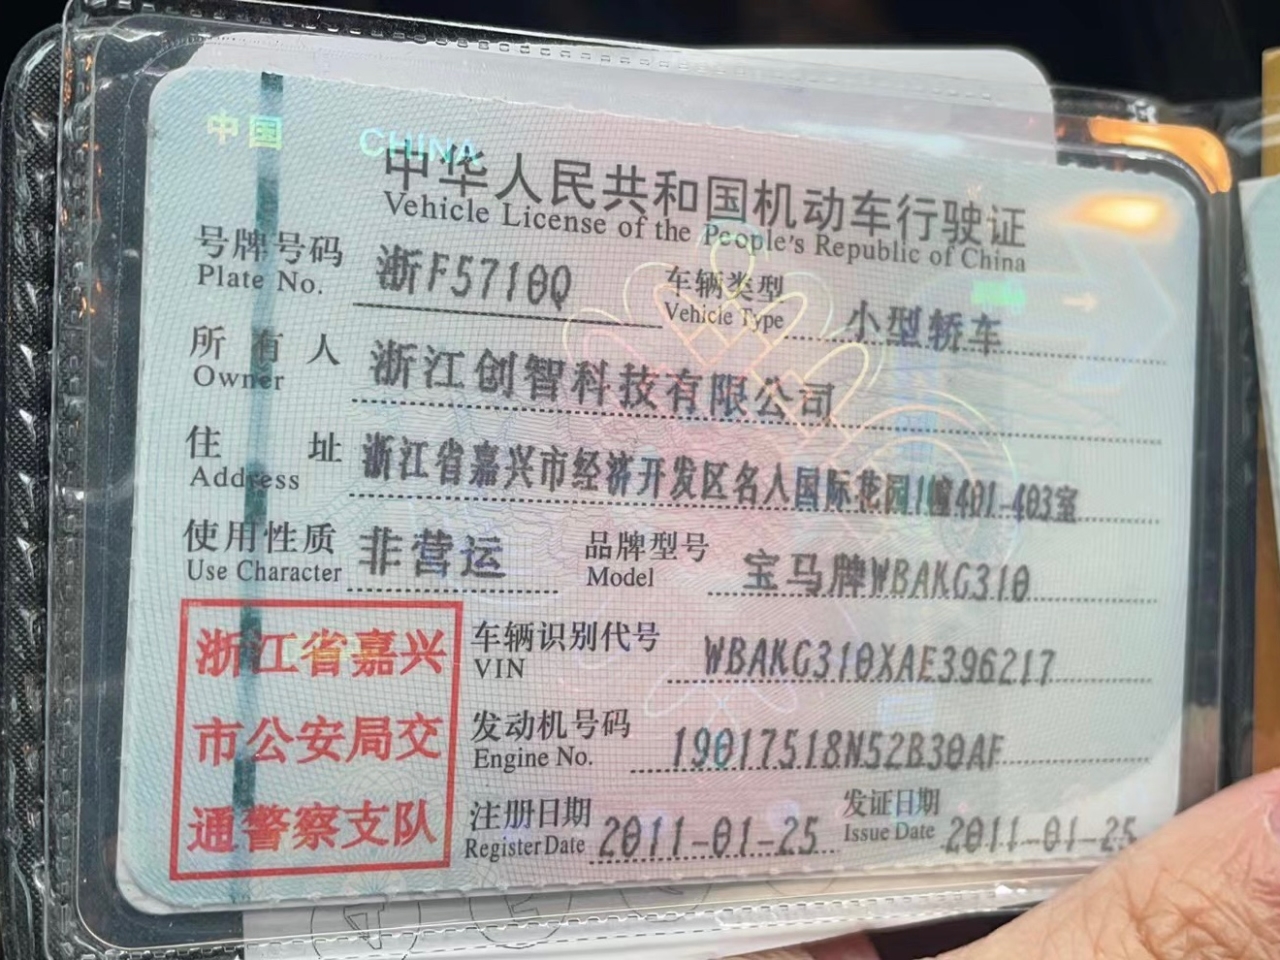 中国 CHINA
中华人民共和国机动车行驶证
Vehicle License of the People's Republic of China
号牌号码 浙F5710Q 车辆类型 小型轿车
Plate No. Vehicle Type
所有人 浙江创智科技有限公司
Owner
住址 浙江省嘉兴市经济开发区名人国际花园1幢401-403室
Address
使用性质 非营运 品牌型号 宝马牌WBAKG310
Use Character Model
浙江省嘉兴
市公安局交
通警察支队
车辆识别代号 WBAKG310XAE396217
VIN
发动机号码 19017518N52B30AF
Engine No.
注册日期 2011-01-25 发证日期 2011-01-25
Register Date Issue Date